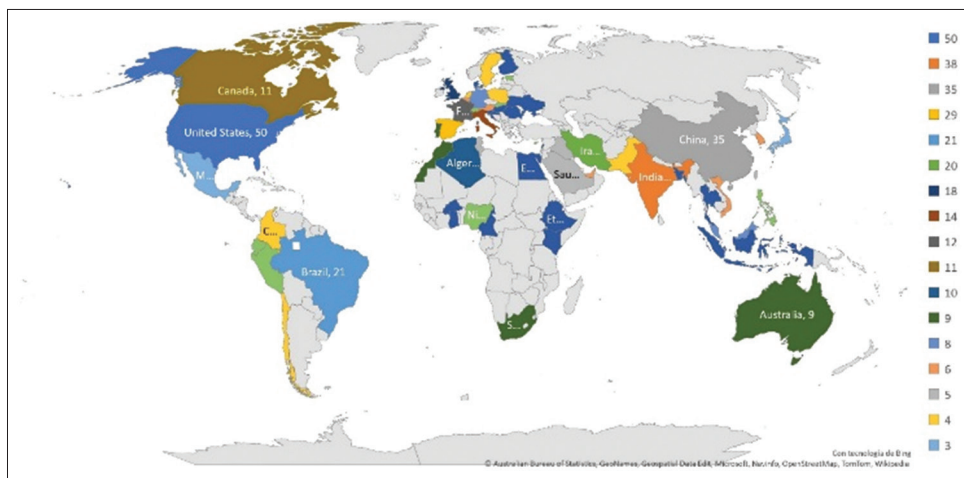 Canada, 11
United States, 50
M...
C...
Brazil, 21
F...
Alger...
E...
Ni...
Et...
S...
Sau...
Ira...
India...
China, 35
Australia, 9
50
38
35
29
21
20
18
14
12
11
10
9
8
6
5
4
3
Con tecnología de Bing
© Australian Bureau of Statistics, GeoNames, Geospatial Data Edit, Microsoft, Navinfo, OpenStreetMap, TomTom, Wikipedia